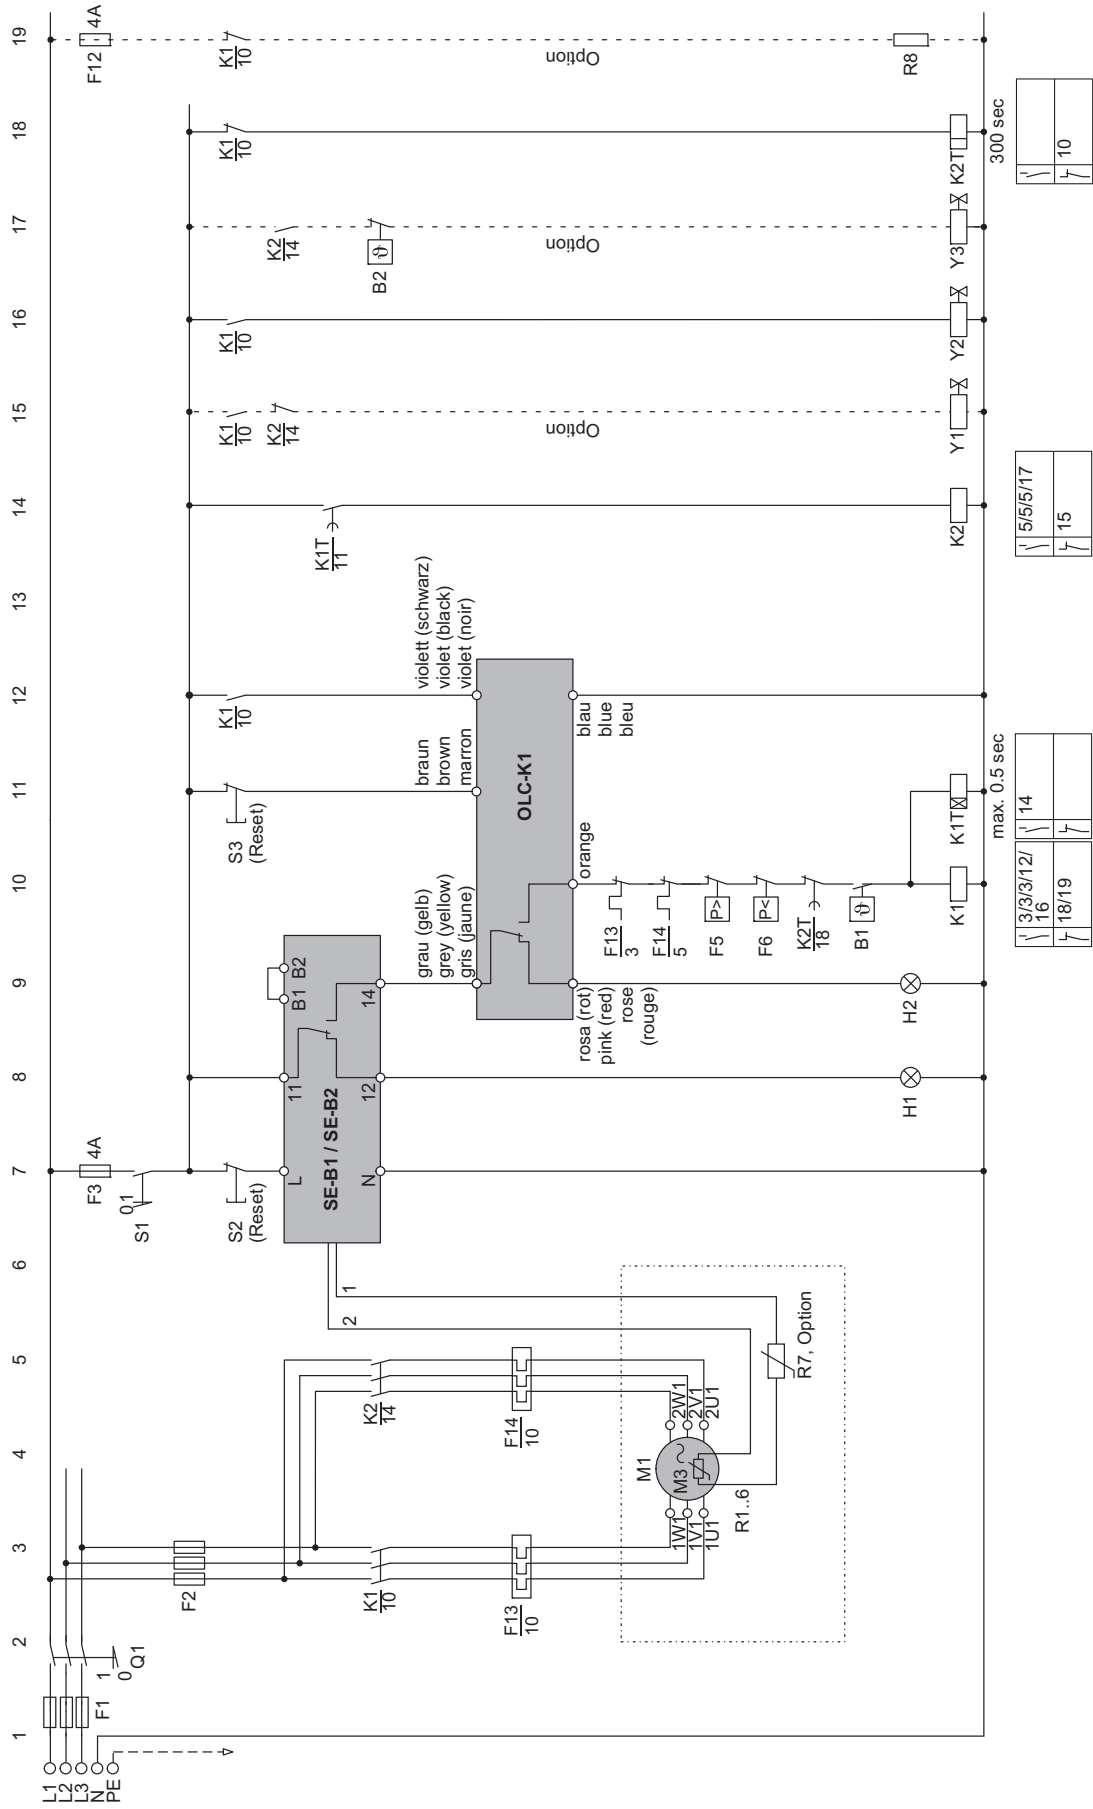 1
2
3
4
5
6
7
8
9
10
11
12
13
14
15
16
17
18
19
L1
L2
L3
N
PE
F1
1
0
Q1
F2
K1
10
F13
10
K2
14
F14
10
1W1
1V1
1U1
M1
M3
2W1
2V1
2U1
R1..6
R7, Option
2
1
F3
4A
0 1
S1
S2
(Reset)
L
N
SE-B1 / SE-B2
11
12
14
B1
B2
H1
H2
grau (gelb)
grey (yellow)
gris (jaune)
rosa (rot)
pink (red)
rose
(rouge)
OLC-K1
orange
F13
3
F14
5
F5
P>
F6
P<
K2T
18
B1
ϑ
K1
3/3/3/12/
16
18/19
S3
(Reset)
braun
brown
marron
K1T
max. 0.5 sec
14
K1
10
violett (schwarz)
violet (black)
violet (noir)
blau
blue
bleu
K1T
11
K2
5/5/5/17
15
K1
10
K2
14
Option
Y1
K1
10
Y2
K2
14
B2
ϑ
Option
Y3
K1
10
K2T
300 sec
10
F12
4A
K1
10
Option
R8